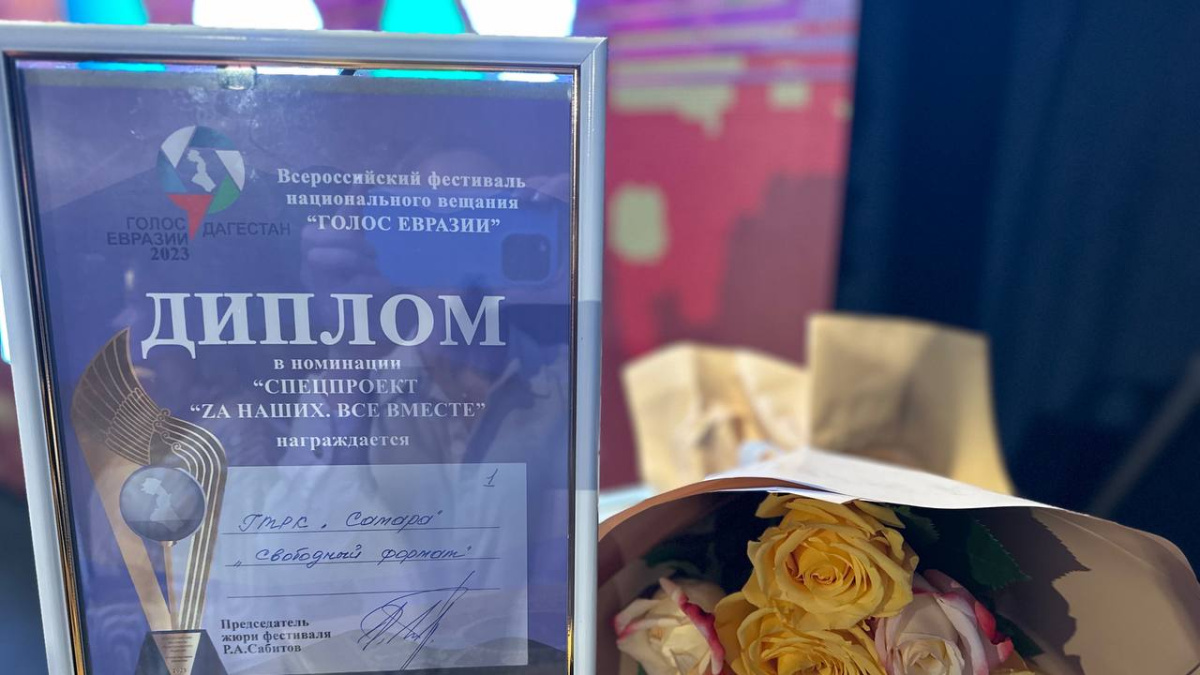 Всероссийский фестиваль
национального вещания
“ГОЛОС ЕВРАЗИИ”
ГОЛОС
ЕВРАЗИИ
ДАГЕСТАН
2023
ДИПЛОМ
в номинации
“СПЕЦПРОЕКТ
“ZА НАШИХ. ВСЕ ВМЕСТЕ”
награждается
1
ГТРК „Самара"
„Свободный формат"
Председатель
жюри фестиваля
Р.А.Сабитов